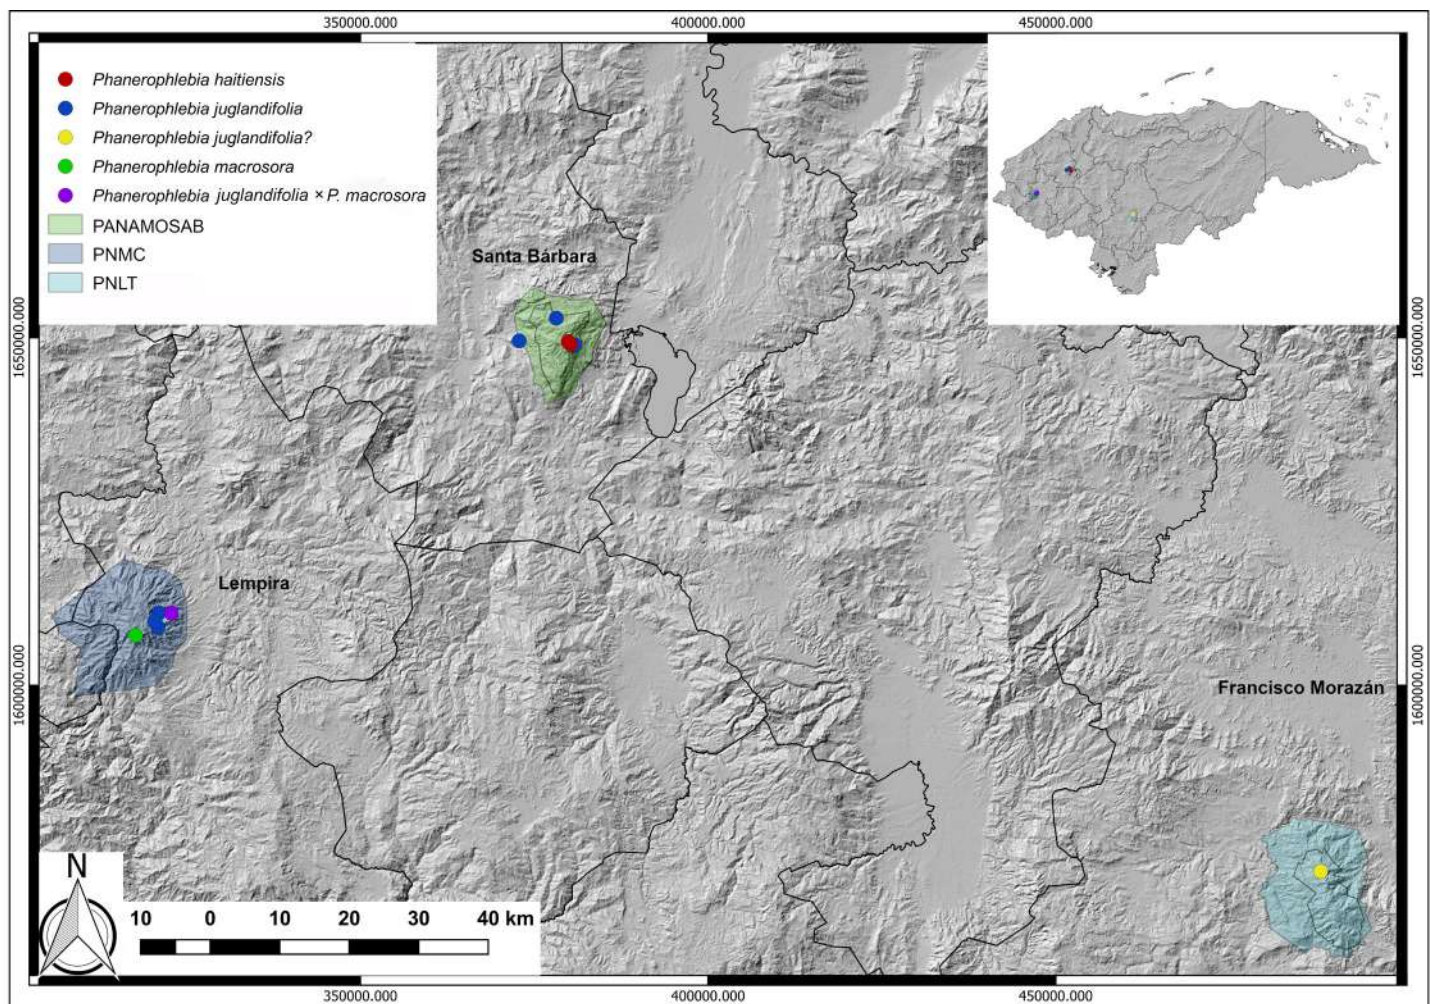 350000.000 400000.000 450000.000
Phanerophlebia haitiensis
Phanerophlebia juglandifolia
Phanerophlebia juglandifolia?
Phanerophlebia macrosora
Phanerophlebia juglandifolia × P. macrosora
PANAMOSAB
PNMC
PNLT
Santa Bárbara
1650000.000 1650000.000
Lempira
1600000.000 1600000.000
Francisco Morazán
N
10 0 10 20 30 40 km
350000.000 400000.000 450000.000